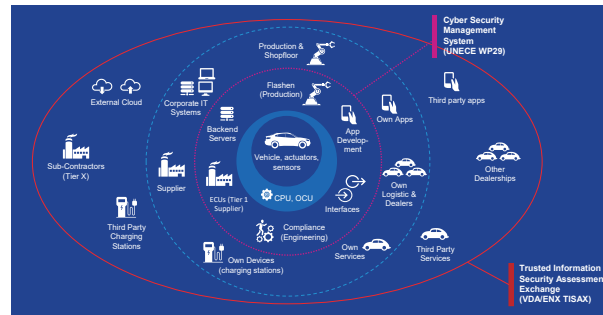 Cyber Security
Management
System
(UNECE WP29)
Production &
Shopfloor
External Cloud
Corporate IT
Systems
Flashen
(Production)
Third party apps
Own Apps
Backend
Servers
App
Develop-
ment
Vehicle, actuators,
sensors
Sub-Contractors
(Tier X)
Supplier
Other
Dealerships
ECUs (Tier 1
Supplier)
CPU, OCU
Interfaces
Own
Logistic &
Dealers
Third Party
Charging
Stations
Compliance
(Engineering)
Own
Services
Third Party
Services
Own Devices
(charging stations)
Trusted Information
Security Assessment
Exchange
(VDA/ENX TISAX)